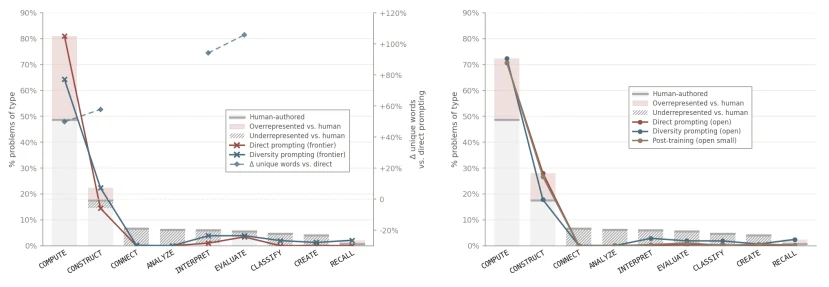 90%
80%
70%
60%
50%
40%
30%
20%
10%
0%
% problems of type
+120%
+100%
+80%
+60%
+40%
+20%
0
-20%
Δ unique words
vs. direct prompting
Human-authored
Overrepresented vs. human
Underrepresented vs. human
Direct prompting (frontier)
Diversity prompting (frontier)
Δ unique words vs. direct
COMPUTE
CONSTRUCT
CONNECT
ANALYZE
INTERPRET
EVALUATE
CLASSIFY
CREATE
RECALL
90%
80%
70%
60%
50%
40%
30%
20%
10%
0%
% problems of type
Human-authored
Overrepresented vs. human
Underrepresented vs. human
Direct prompting (open)
Diversity prompting (open)
Post-training (open small)
COMPUTE
CONSTRUCT
CONNECT
ANALYZE
INTERPRET
EVALUATE
CLASSIFY
CREATE
RECALL